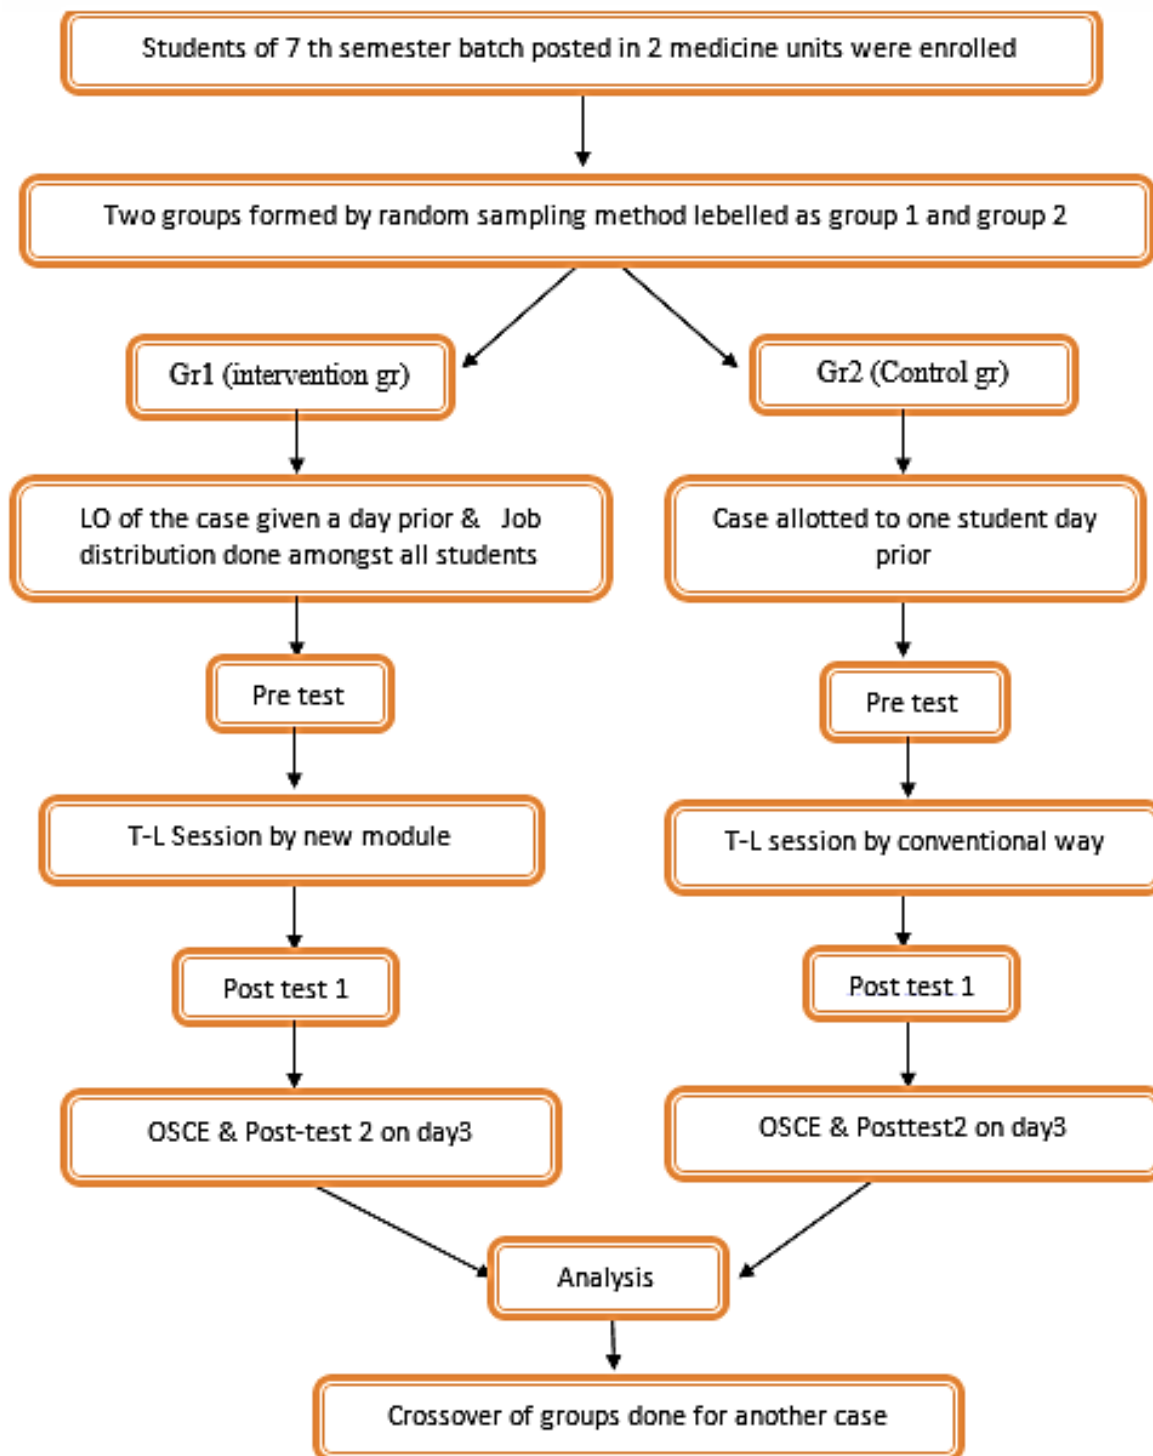 Students of 7 th semester batch posted in 2 medicine units were enrolled
Two groups formed by random sampling method lebelled as group 1 and group 2
Gr1 (intervention gr)
Gr2 (Control gr)
LO of the case given a day prior & Job
distribution done amongst all students
Case allotted to one student day
prior
Pre test
Pre test
T-L Session by new module
T-L session by conventional way
Post test 1
Post test 1
OSCE & Post-test 2 on day3
OSCE & Posttest2 on day3
Analysis
Crossover of groups done for another case